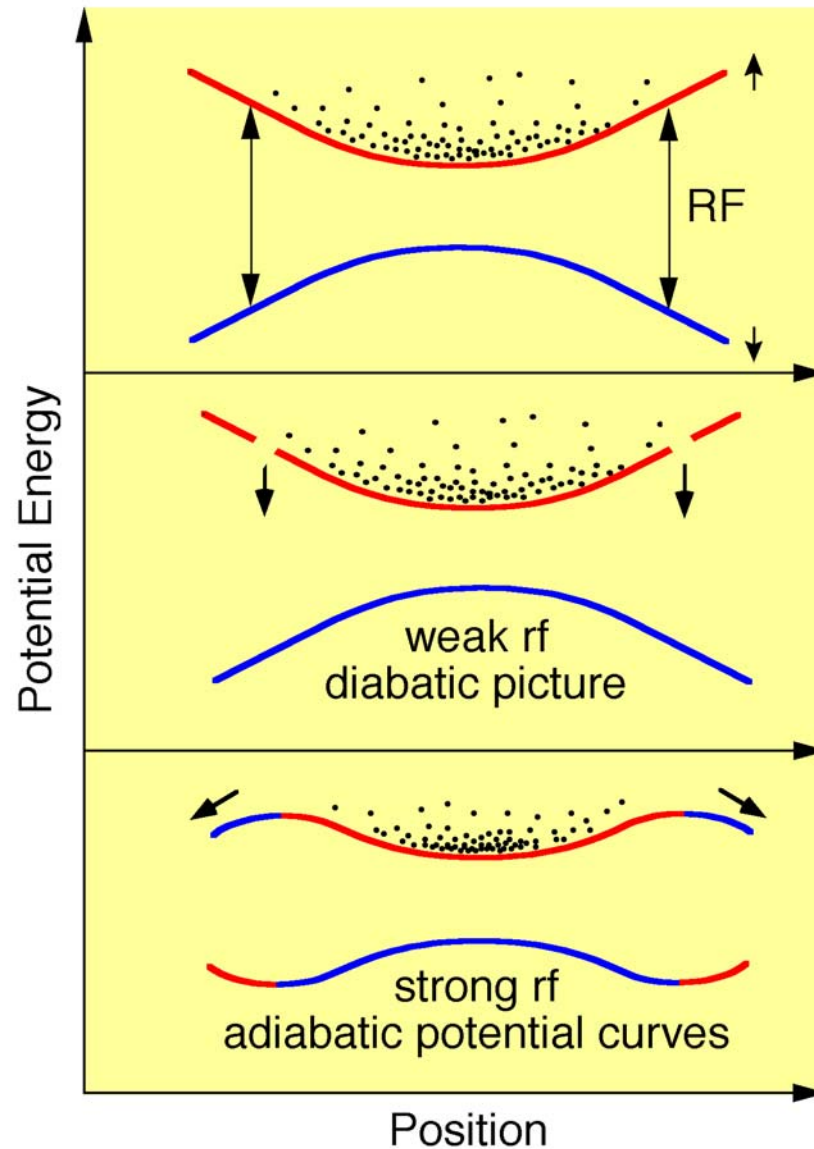 Potential Energy
RF
weak rf
diabatic picture
strong rf
adiabatic potential curves
Position